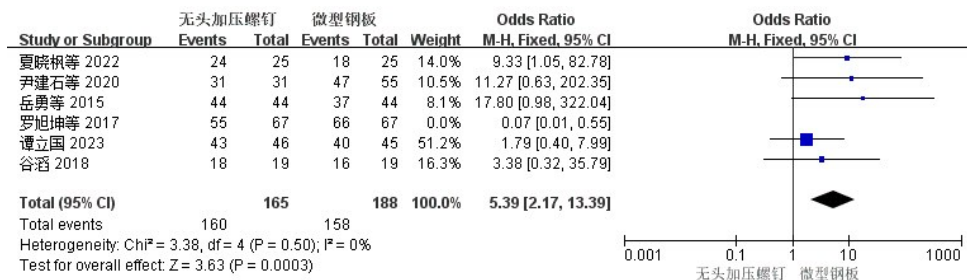 无头加压螺钉 微型钢板 Odds Ratio Odds Ratio
Study or Subgroup Events Total Events Total Weight M-H, Fixed, 95% CI M-H, Fixed, 95% CI
夏晓枫等 2022 24 25 18 25 14.0% 9.33 [1.05, 82.78]
尹建石等 2020 31 31 47 55 10.5% 11.27 [0.63, 202.35]
岳勇等 2015 44 44 37 44 8.1% 17.80 [0.98, 322.04]
罗旭坤等 2017 55 67 66 67 0.0% 0.07 [0.01, 0.55]
谭立国 2023 43 46 40 45 51.2% 1.79 [0.40, 7.99]
谷滔 2018 18 19 16 19 16.3% 3.38 [0.32, 35.79]
Total (95% CI) 165 188 100.0% 5.39 [2.17, 13.39]
Total events 160 158
Heterogeneity: Chi² = 3.38, df = 4 (P = 0.50); I² = 0%
Test for overall effect: Z = 3.63 (P = 0.0003)
0.001 0.1 1 10 1000
无头加压螺钉 微型钢板